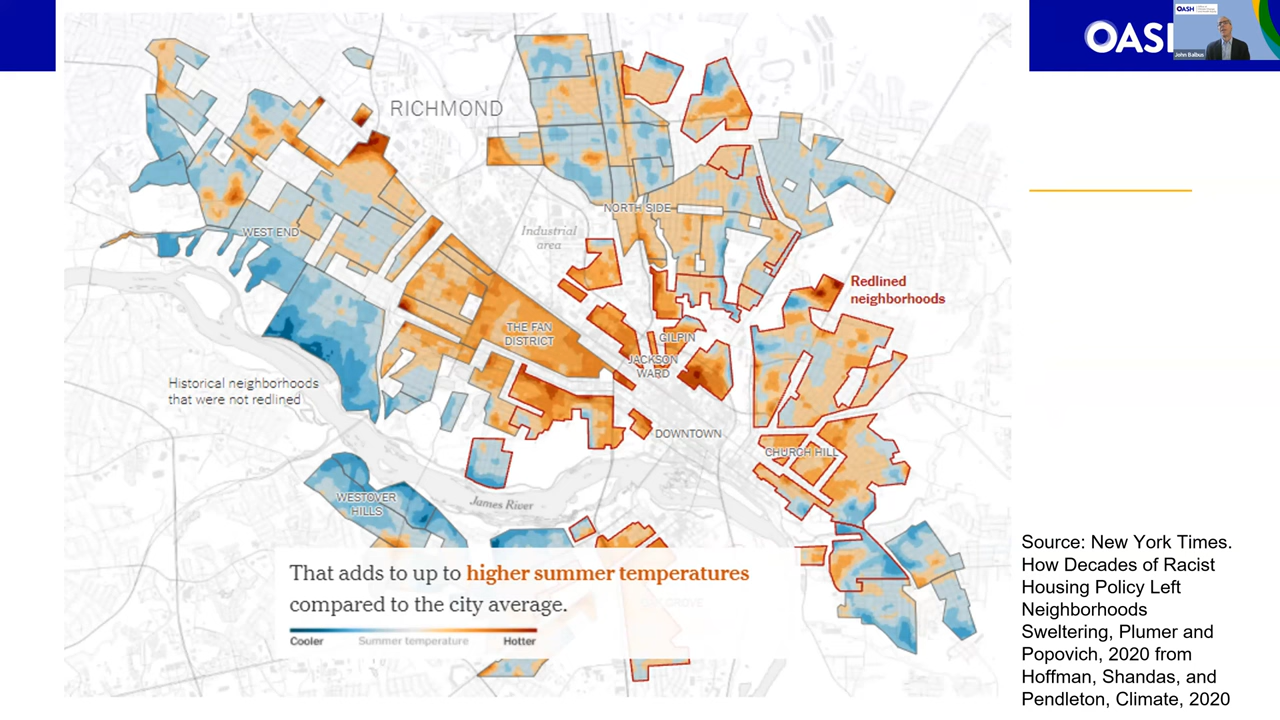 OASH
John Balbus
RICHMOND
NORTH SIDE
Industrial
area
WEST END
Redlined
neighborhoods
THE FAN
DISTRICT
GILPIN
JACKSON
WARD
Historical neighborhoods
that were not redlined
DOWNTOWN
CHURCH HILL
WESTOVER
HILLS
James River
That adds to up to higher summer temperatures
compared to the city average.
Cooler Summer temperature Hotter
Source: New York Times.
How Decades of Racist
Housing Policy Left
Neighborhoods
Sweltering, Plumer and
Popovich, 2020 from
Hoffman, Shandas, and
Pendleton, Climate, 2020
OASI